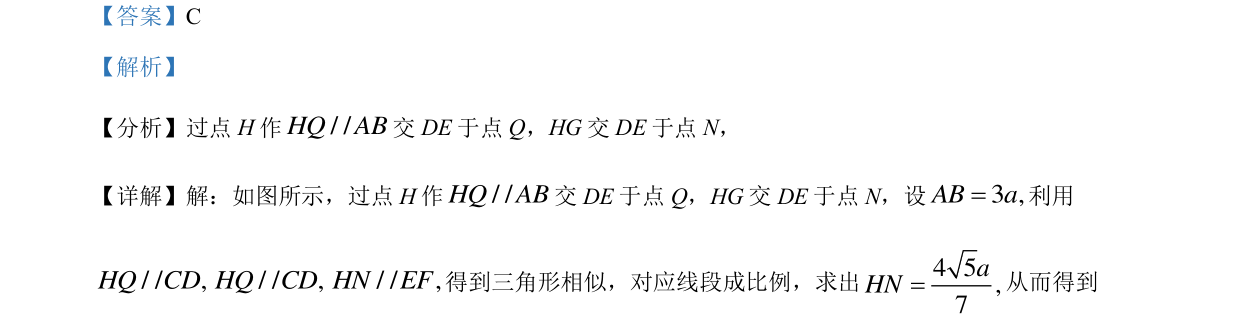 【答案】C
【解析】
【分析】过点 H 作 HQ//AB 交 DE 于点 Q，HG 交 DE 于点 N，
【详解】解：如图所示，过点 H 作 HQ//AB 交 DE 于点 Q，HG 交 DE 于点 N，设 AB = 3a, 利用
HQ//CD, HQ//CD, HN//EF, 得到三角形相似，对应线段成比例，求出 HN = \frac{4\sqrt{5}a}{7}, 从而得到